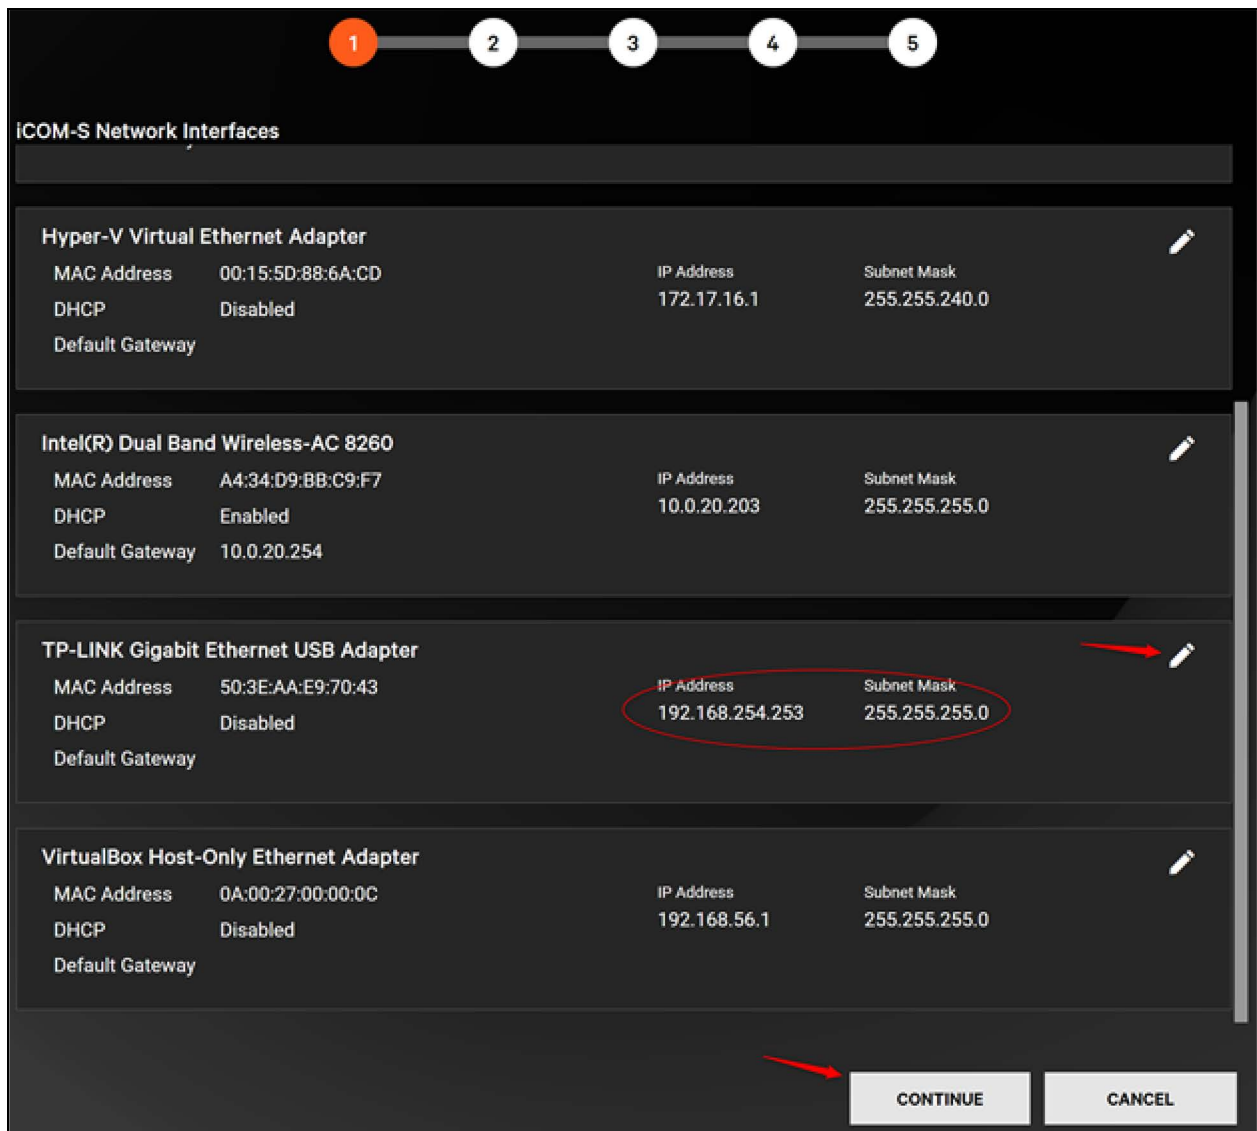 1 2 3 4 5
iCOM-S Network Interfaces
Hyper-V Virtual Ethernet Adapter
MAC Address 00:15:5D:88:6A:CD IP Address Subnet Mask
172.17.16.1 255.255.240.0
DHCP Disabled
Default Gateway
Intel(R) Dual Band Wireless-AC 8260
MAC Address A4:34:D9:BB:C9:F7 IP Address Subnet Mask
10.0.20.203 255.255.255.0
DHCP Enabled
Default Gateway 10.0.20.254
TP-LINK Gigabit Ethernet USB Adapter
MAC Address 50:3E:AA:E9:70:43 IP Address Subnet Mask
192.168.254.253 255.255.255.0
DHCP Disabled
Default Gateway
VirtualBox Host-Only Ethernet Adapter
MAC Address 0A:00:27:00:00:0C IP Address Subnet Mask
192.168.56.1 255.255.255.0
DHCP Disabled
Default Gateway
CONTINUE CANCEL